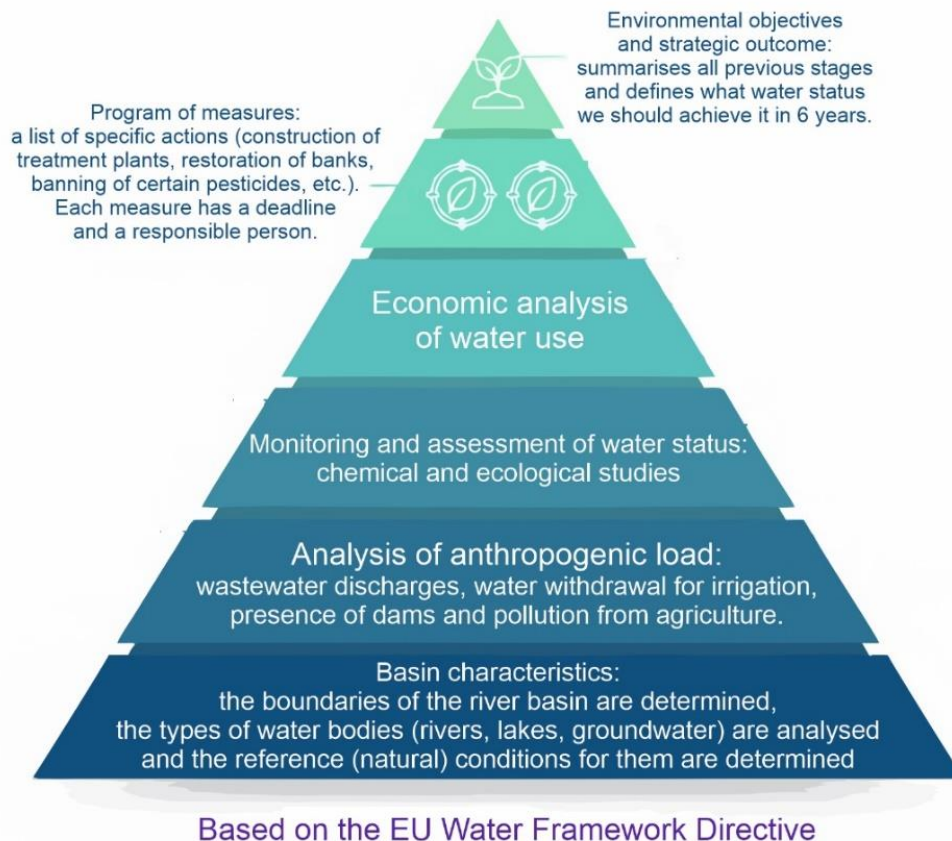 Environmental objectives
and strategic outcome:
summarises all previous stages
and defines what water status
we should achieve it in 6 years.
Program of measures:
a list of specific actions (construction of
treatment plants, restoration of banks,
banning of certain pesticides, etc.).
Each measure has a deadline
and a responsible person.
Economic analysis
of water use
Monitoring and assessment of water status:
chemical and ecological studies
Analysis of anthropogenic load:
wastewater discharges, water withdrawal for irrigation,
presence of dams and pollution from agriculture.
Basin characteristics:
the boundaries of the river basin are determined,
the types of water bodies (rivers, lakes, groundwater) are analysed
and the reference (natural) conditions for them are determined
Based on the EU Water Framework Directive